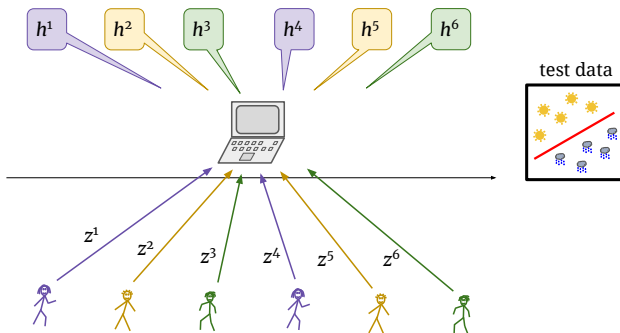 h¹ h² h³ h⁴ h⁵ h⁶
test data
z¹ z² z³ z⁴ z⁵ z⁶